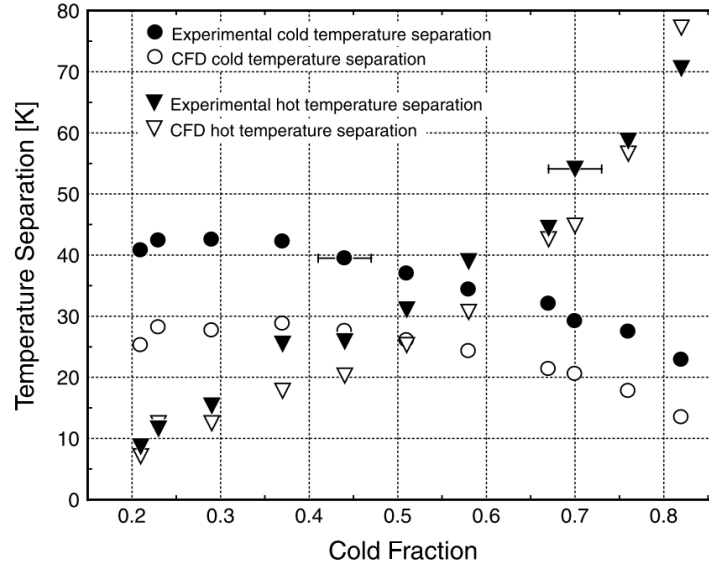 80
70
60
50
40
30
20
10
0
Temperature Separation [K]
Experimental cold temperature separation
CFD cold temperature separation
Experimental hot temperature separation
CFD hot temperature separation
0.2 0.3 0.4 0.5 0.6 0.7 0.8
Cold Fraction